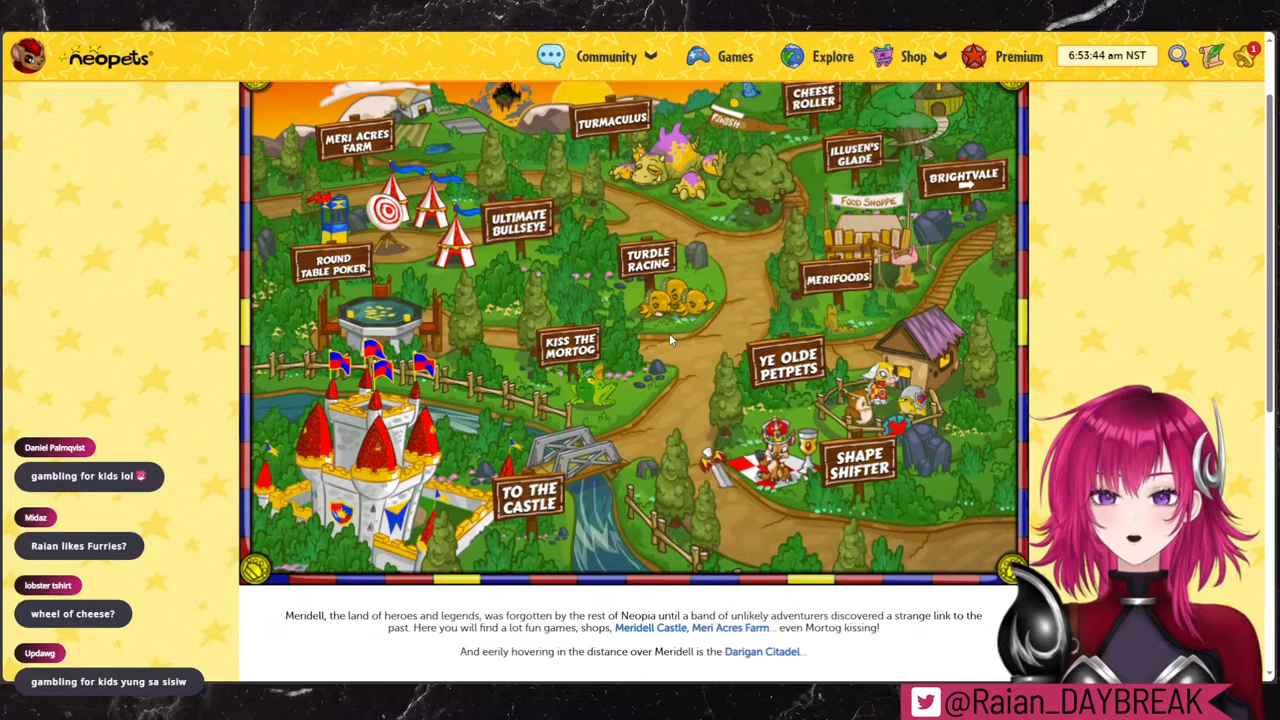 neopets
Community
Games
Explore
Shop
Premium
6:53:44 am NST
1
MERI ACRES
FARM
TURMACULUS
FINISH
CHEESE
ROLLER
ILLUSEN'S
GLADE
BRIGHTVALE
FOOD SHOPPE
ULTIMATE
BULLSEYE
ROUND
TABLE POKER
TURDLE
RACING
MERIFOODS
KISS THE
MORTOG
YE OLDE
PETPETS
SHAPE
SHIFTER
TO THE
CASTLE
Daniel Palmqvist
gambling for kids lol
Midaz
Raian likes Furries?
lobster tshirt
wheel of cheese?
Updawg
gambling for kids yung sa sisiw
Meridell, the land of heroes and legends, was forgotten by the rest of Neopia until a band of unlikely adventurers discovered a strange link to the
past. Here you will find a lot fun games, shops, Meridell Castle, Meri Acres Farm... even Mortog kissing!
And eerily hovering in the distance over Meridell is the Darigan Citadel...
@Raian_DAYBREAK